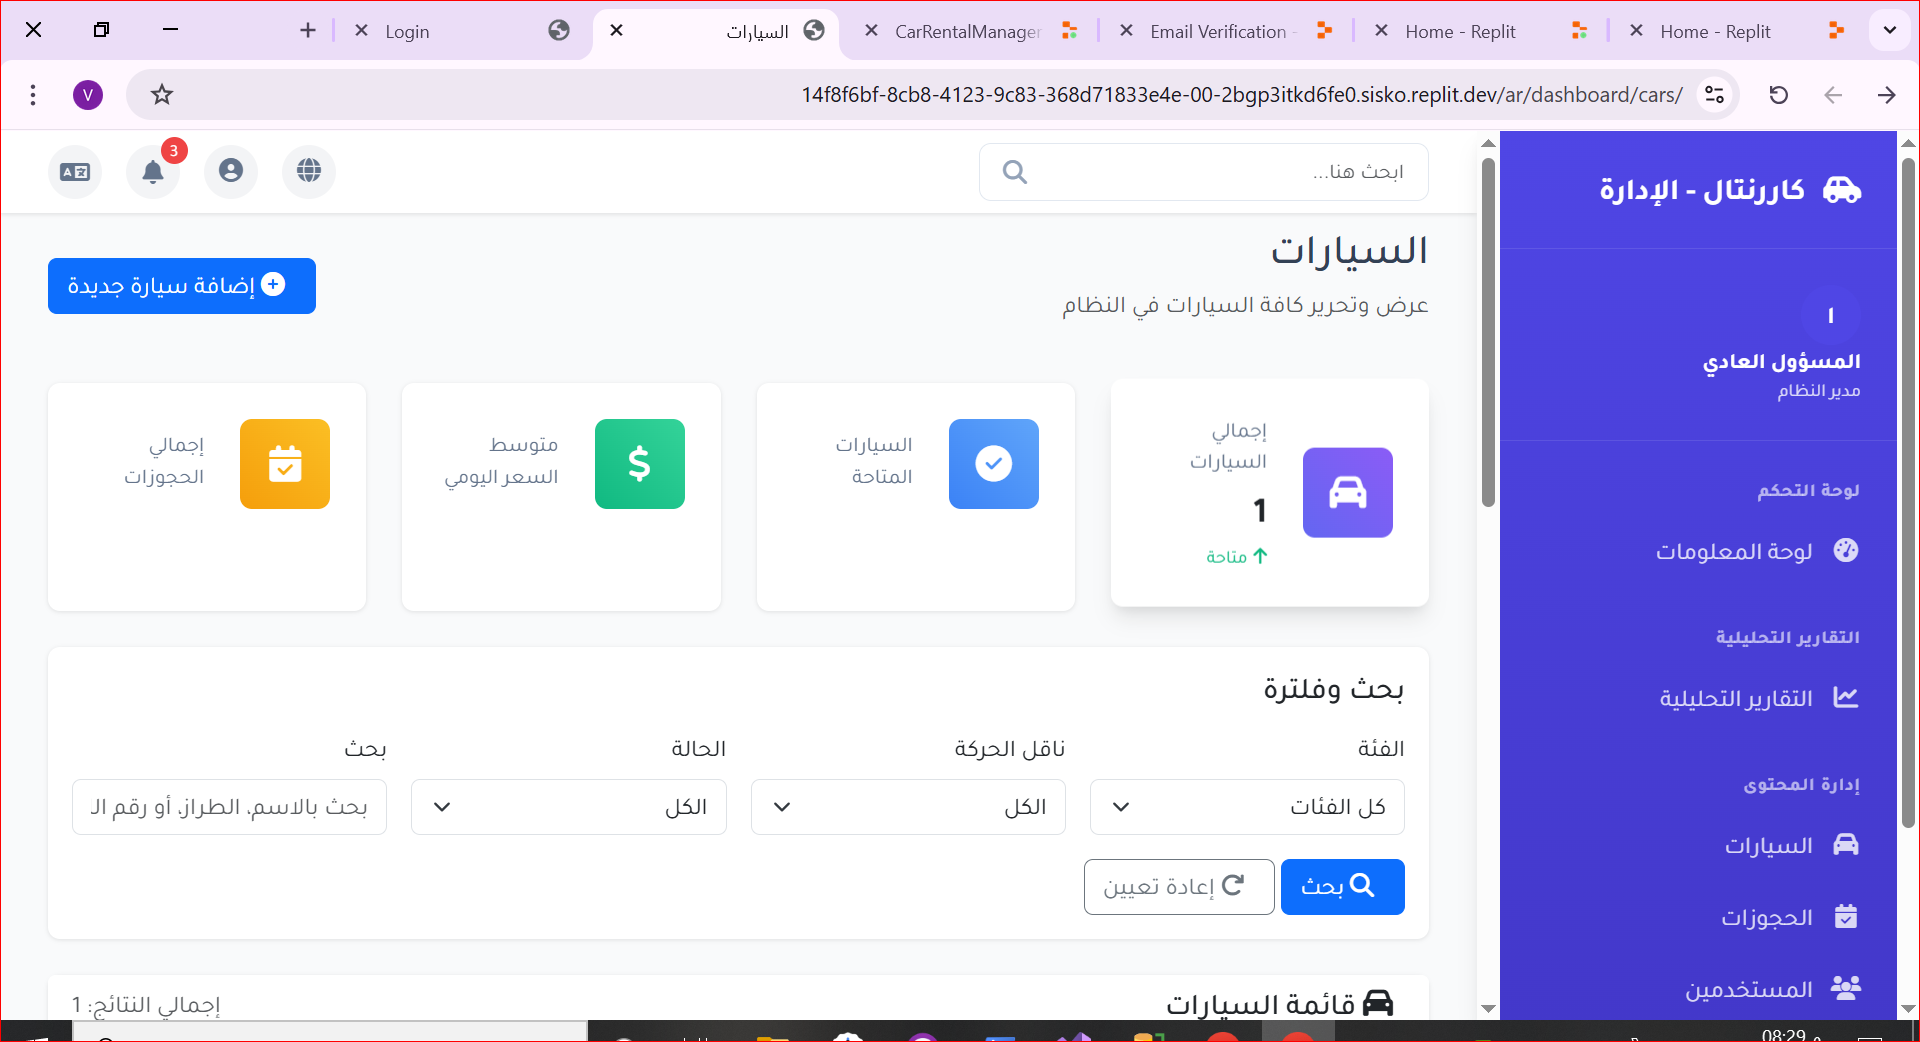 Login
السيارات
CarRentalManager
Email Verification -
Home - Replit
Home - Replit
V
14f8f6bf-8cb8-4123-9c83-368d71833e4e-00-2bgp3itkd6fe0.sisko.replit.dev/ar/dashboard/cars/
كاررنتال - الإدارة
ا
المسؤول العادي
مدير النظام
لوحة التحكم
لوحة المعلومات
التقارير التحليلية
التقارير التحليلية
إدارة المحتوى
السيارات
الحجوزات
المستخدمين
ابحث هنا...
3
السيارات
عرض وتحرير كافة السيارات في النظام
إضافة سيارة جديدة
إجمالي
السيارات
1
متاحة
السيارات
المتاحة
متوسط
السعر اليومي
إجمالي
الحجوزات
بحث وفلترة
الفئة
ناقل الحركة
الحالة
بحث
كل الفئات
الكل
الكل
بحث بالاسم، الطراز، أو رقم الـ
بحث
إعادة تعيين
قائمة السيارات
إجمالي النتائج: 1
08:29